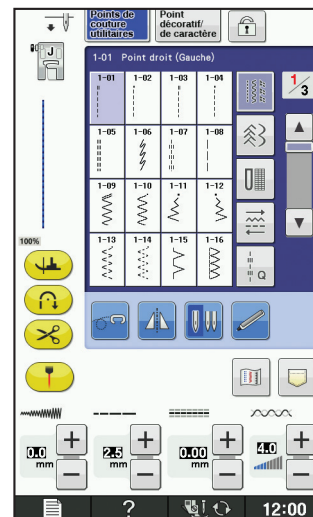 Points de
couture
utilitaires
Point
décoratif/
de caractère
J
1-01 Point droit (Gauche)
1-01 1-02 1-03 1-04
1/3
1-05 1-06 1-07 1-08
1-09 1-10 1-11 1-12
1-13 1-14 1-15 1-16
Q
100%
0.0 mm
+
−
2.5 mm
+
−
0.00 mm
+
−
4.0
+
−
?
12:00